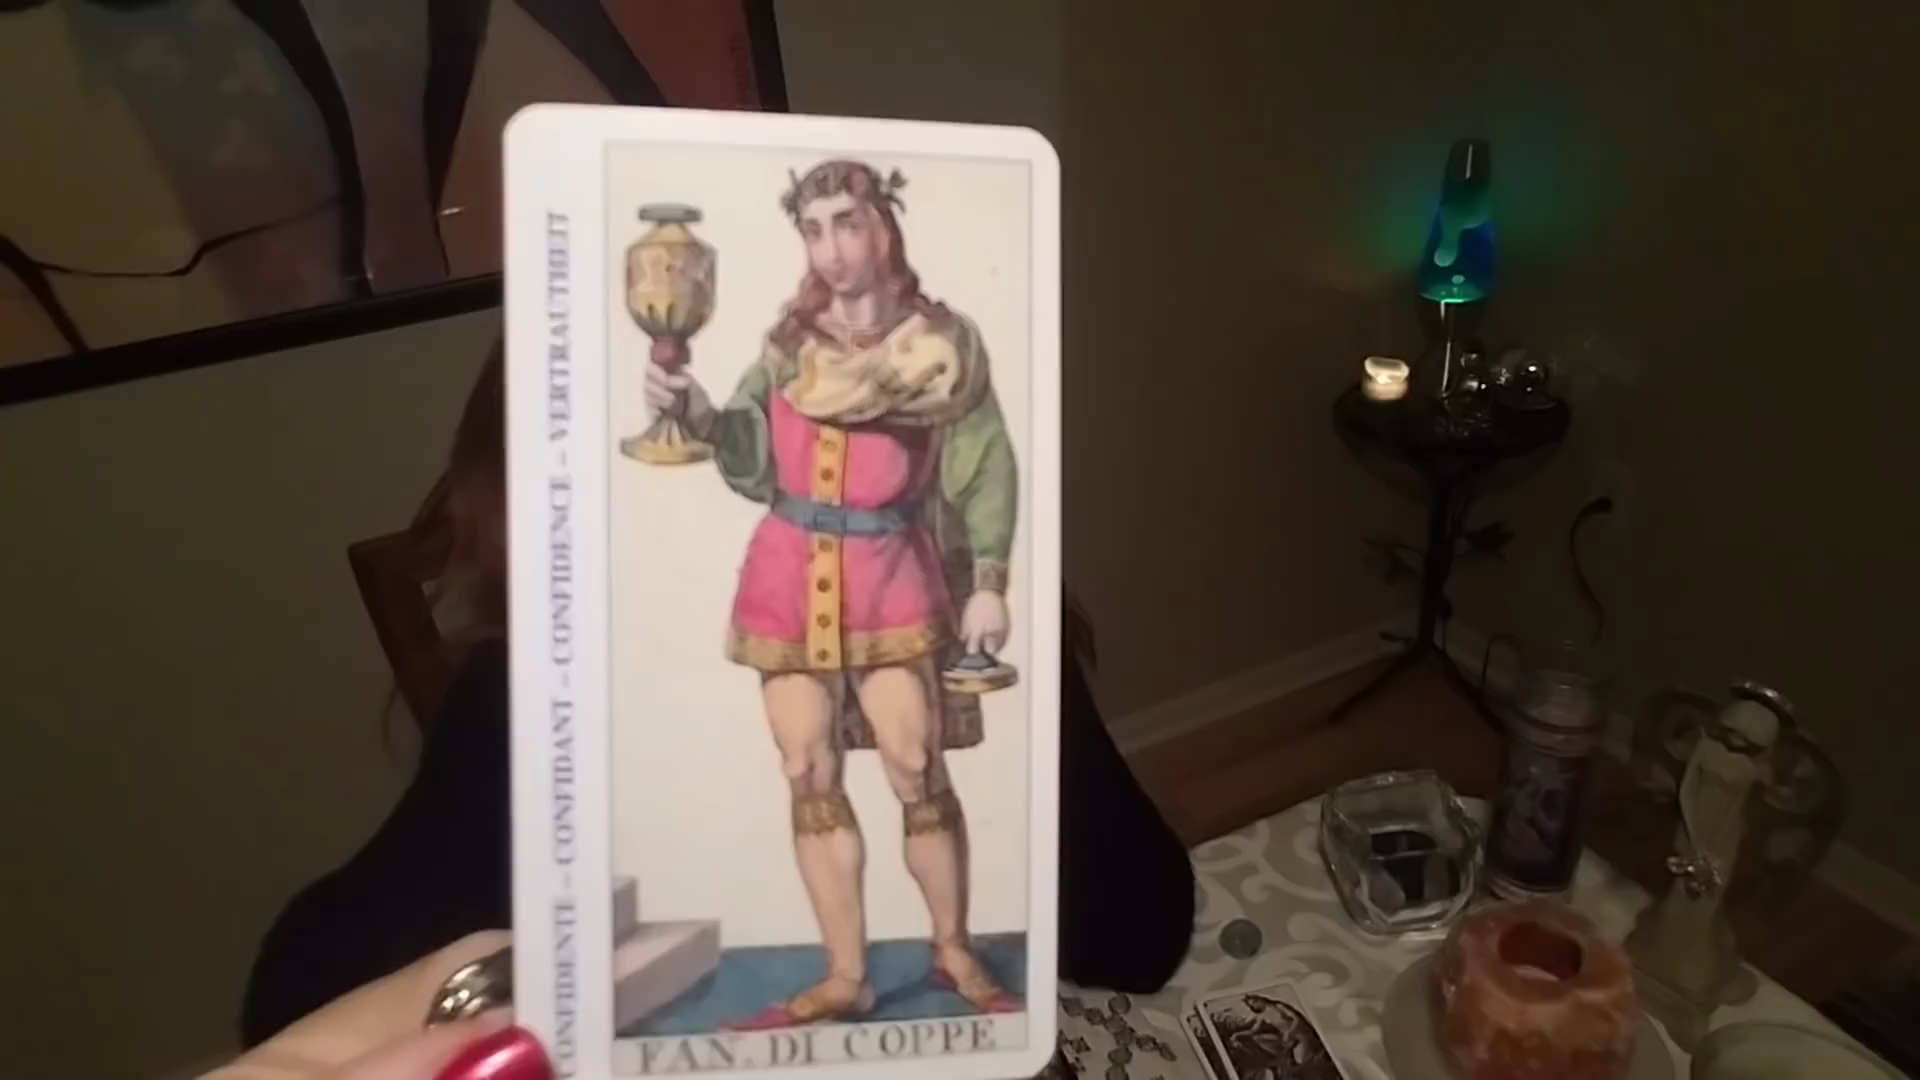 CONFIDENTE - CONFIDANT - CONFIDENCE - VERTRAUTHEIT
FAN. DI COPPE